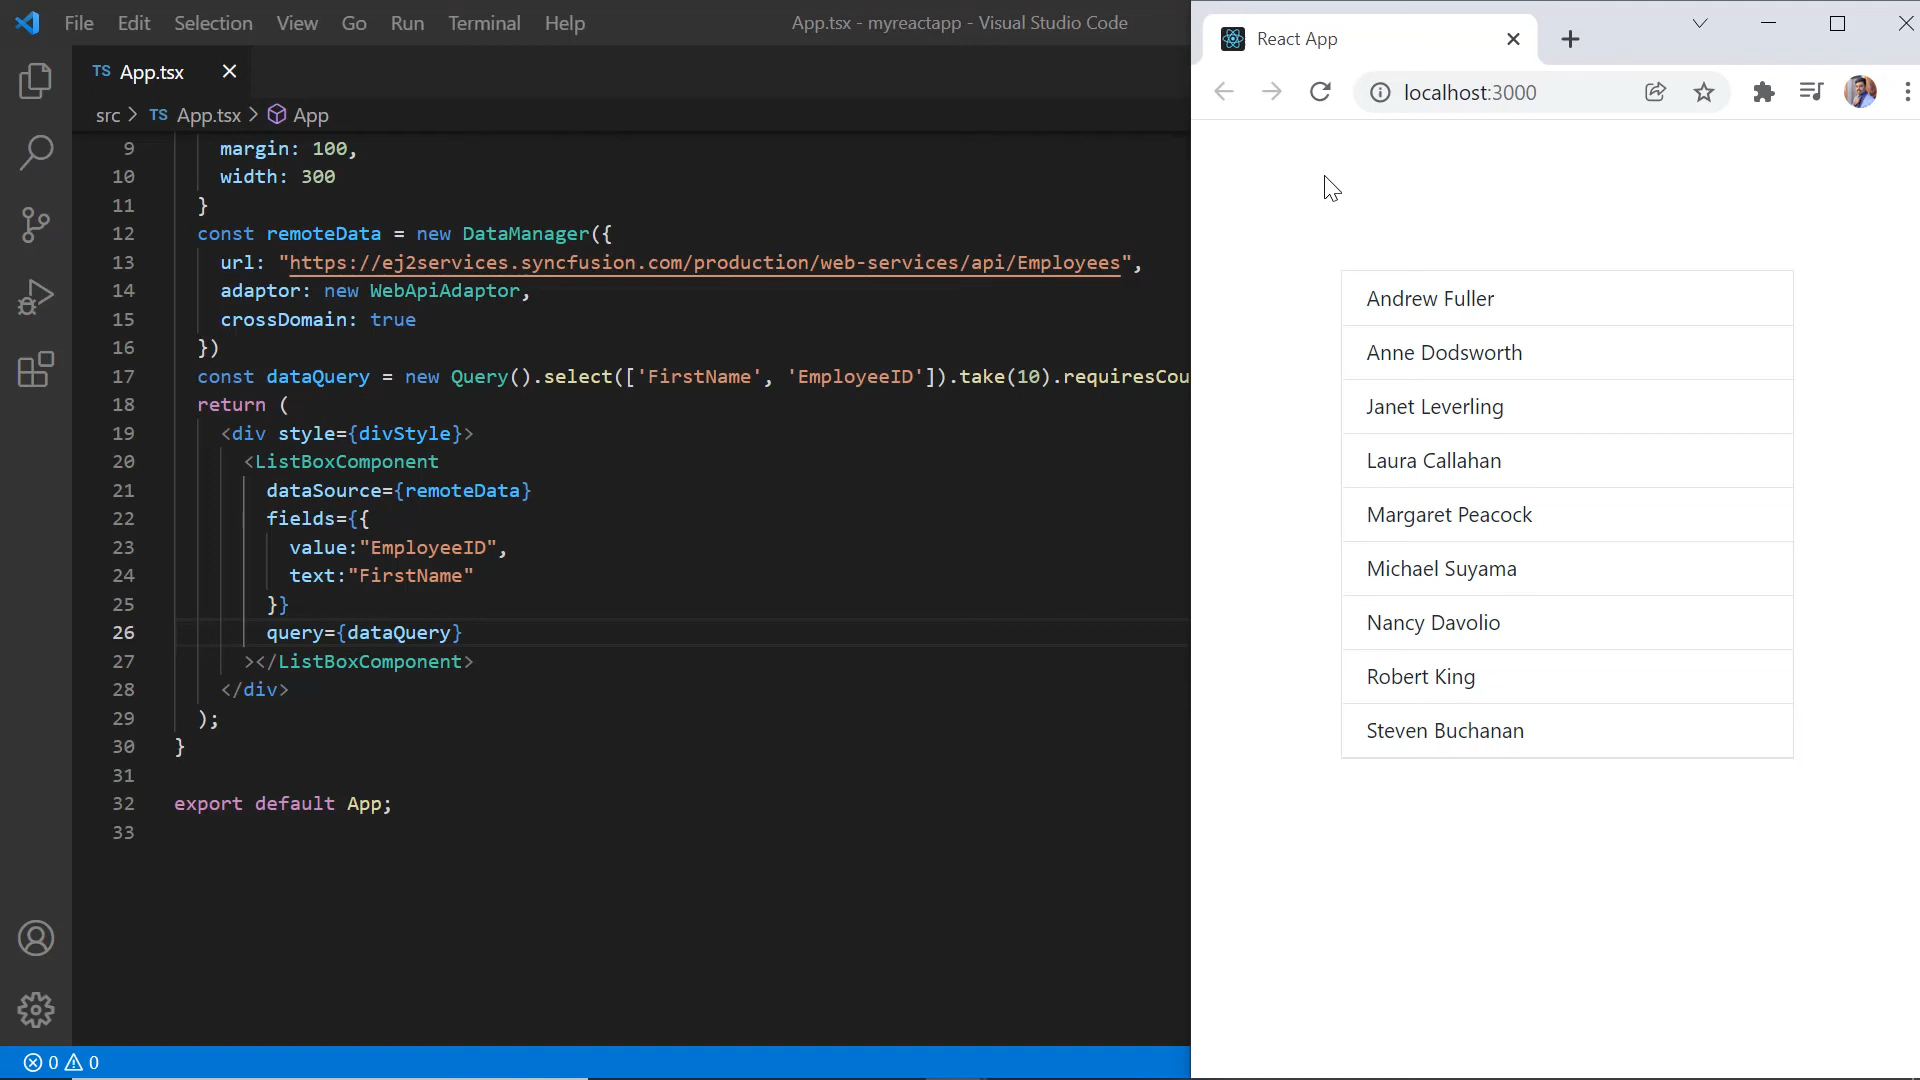 File Edit Selection View Go Run Terminal Help
App.tsx - myreactapp - Visual Studio Code
TS App.tsx
src > TS App.tsx > App
9 margin: 100,
10 width: 300
11 }
12 const remoteData = new DataManager({
13 url: "https://ej2services.syncfusion.com/production/web-services/api/Employees",
14 adaptor: new WebApiAdaptor,
15 crossDomain: true
16 })
17 const dataQuery = new Query().select(['FirstName', 'EmployeeID']).take(10).requiresCou
18 return (
19 <div style={divStyle}>
20 <ListBoxComponent
21 dataSource={remoteData}
22 fields={{
23 value:"EmployeeID",
24 text:"FirstName"
25 }}
26 query={dataQuery}
27 ></ListBoxComponent>
28 </div>
29 );
30 }
31
32 export default App;
33
0 0
React App
localhost:3000
Andrew Fuller
Anne Dodsworth
Janet Leverling
Laura Callahan
Margaret Peacock
Michael Suyama
Nancy Davolio
Robert King
Steven Buchanan